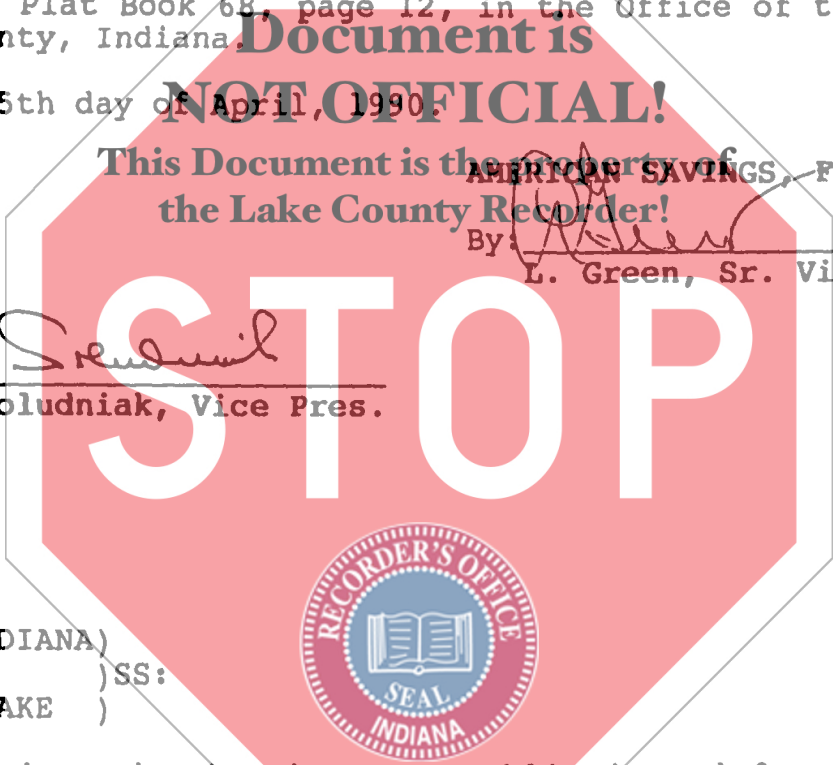 Plat Book 68, page 12, in the Office of t
nty, Indiana.
Document is
5th day of April, 1990.
NOT OFFICIAL!
This Document is the property of
the Lake County Recorder!
AMERICAN SAVINGS, F
By:
L. Green, Sr. Vi
oludniak, Vice Pres.
STOP
RECORDER'S OFFICE
SEAL
INDIANA
DIANA)
)SS:
AKE )